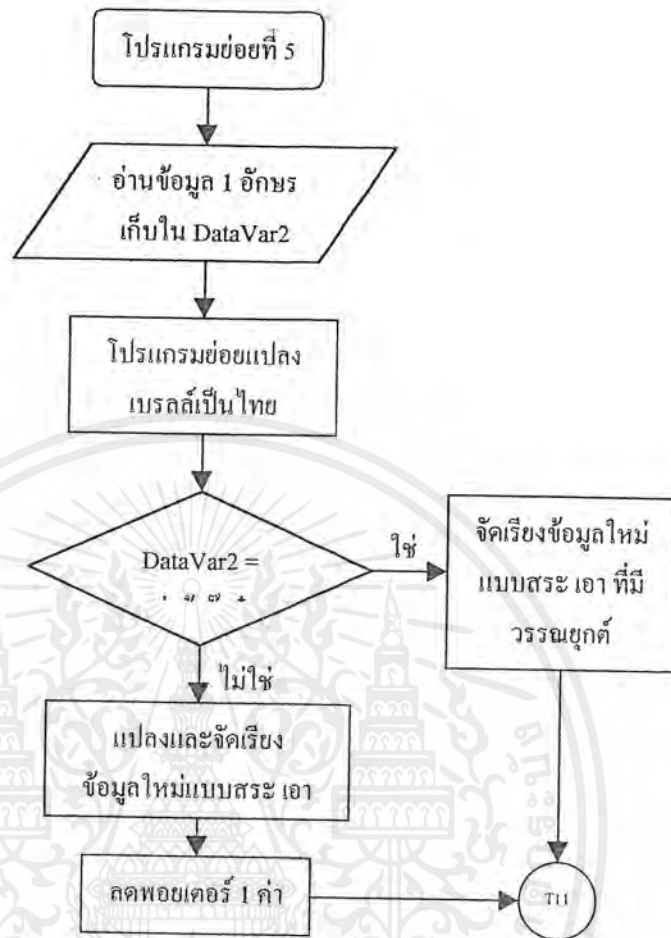 โปรแกรมย่อยที่ 5
อ่านข้อมูล 1 อักษร
เก็บใน DataVar2
โปรแกรมย่อยแปลง
เบรลล์เป็นไทย
DataVar2 =
่ ้ ๊ ๋
ใช่
จัดเรียงข้อมูลใหม่
แบบสระ เอา ที่มี
วรรณยุกต์
ไม่ใช่
แปลงและจัดเรียง
ข้อมูลใหม่แบบสระ เอา
ลดพอยเตอร์ 1 ค่า
T11